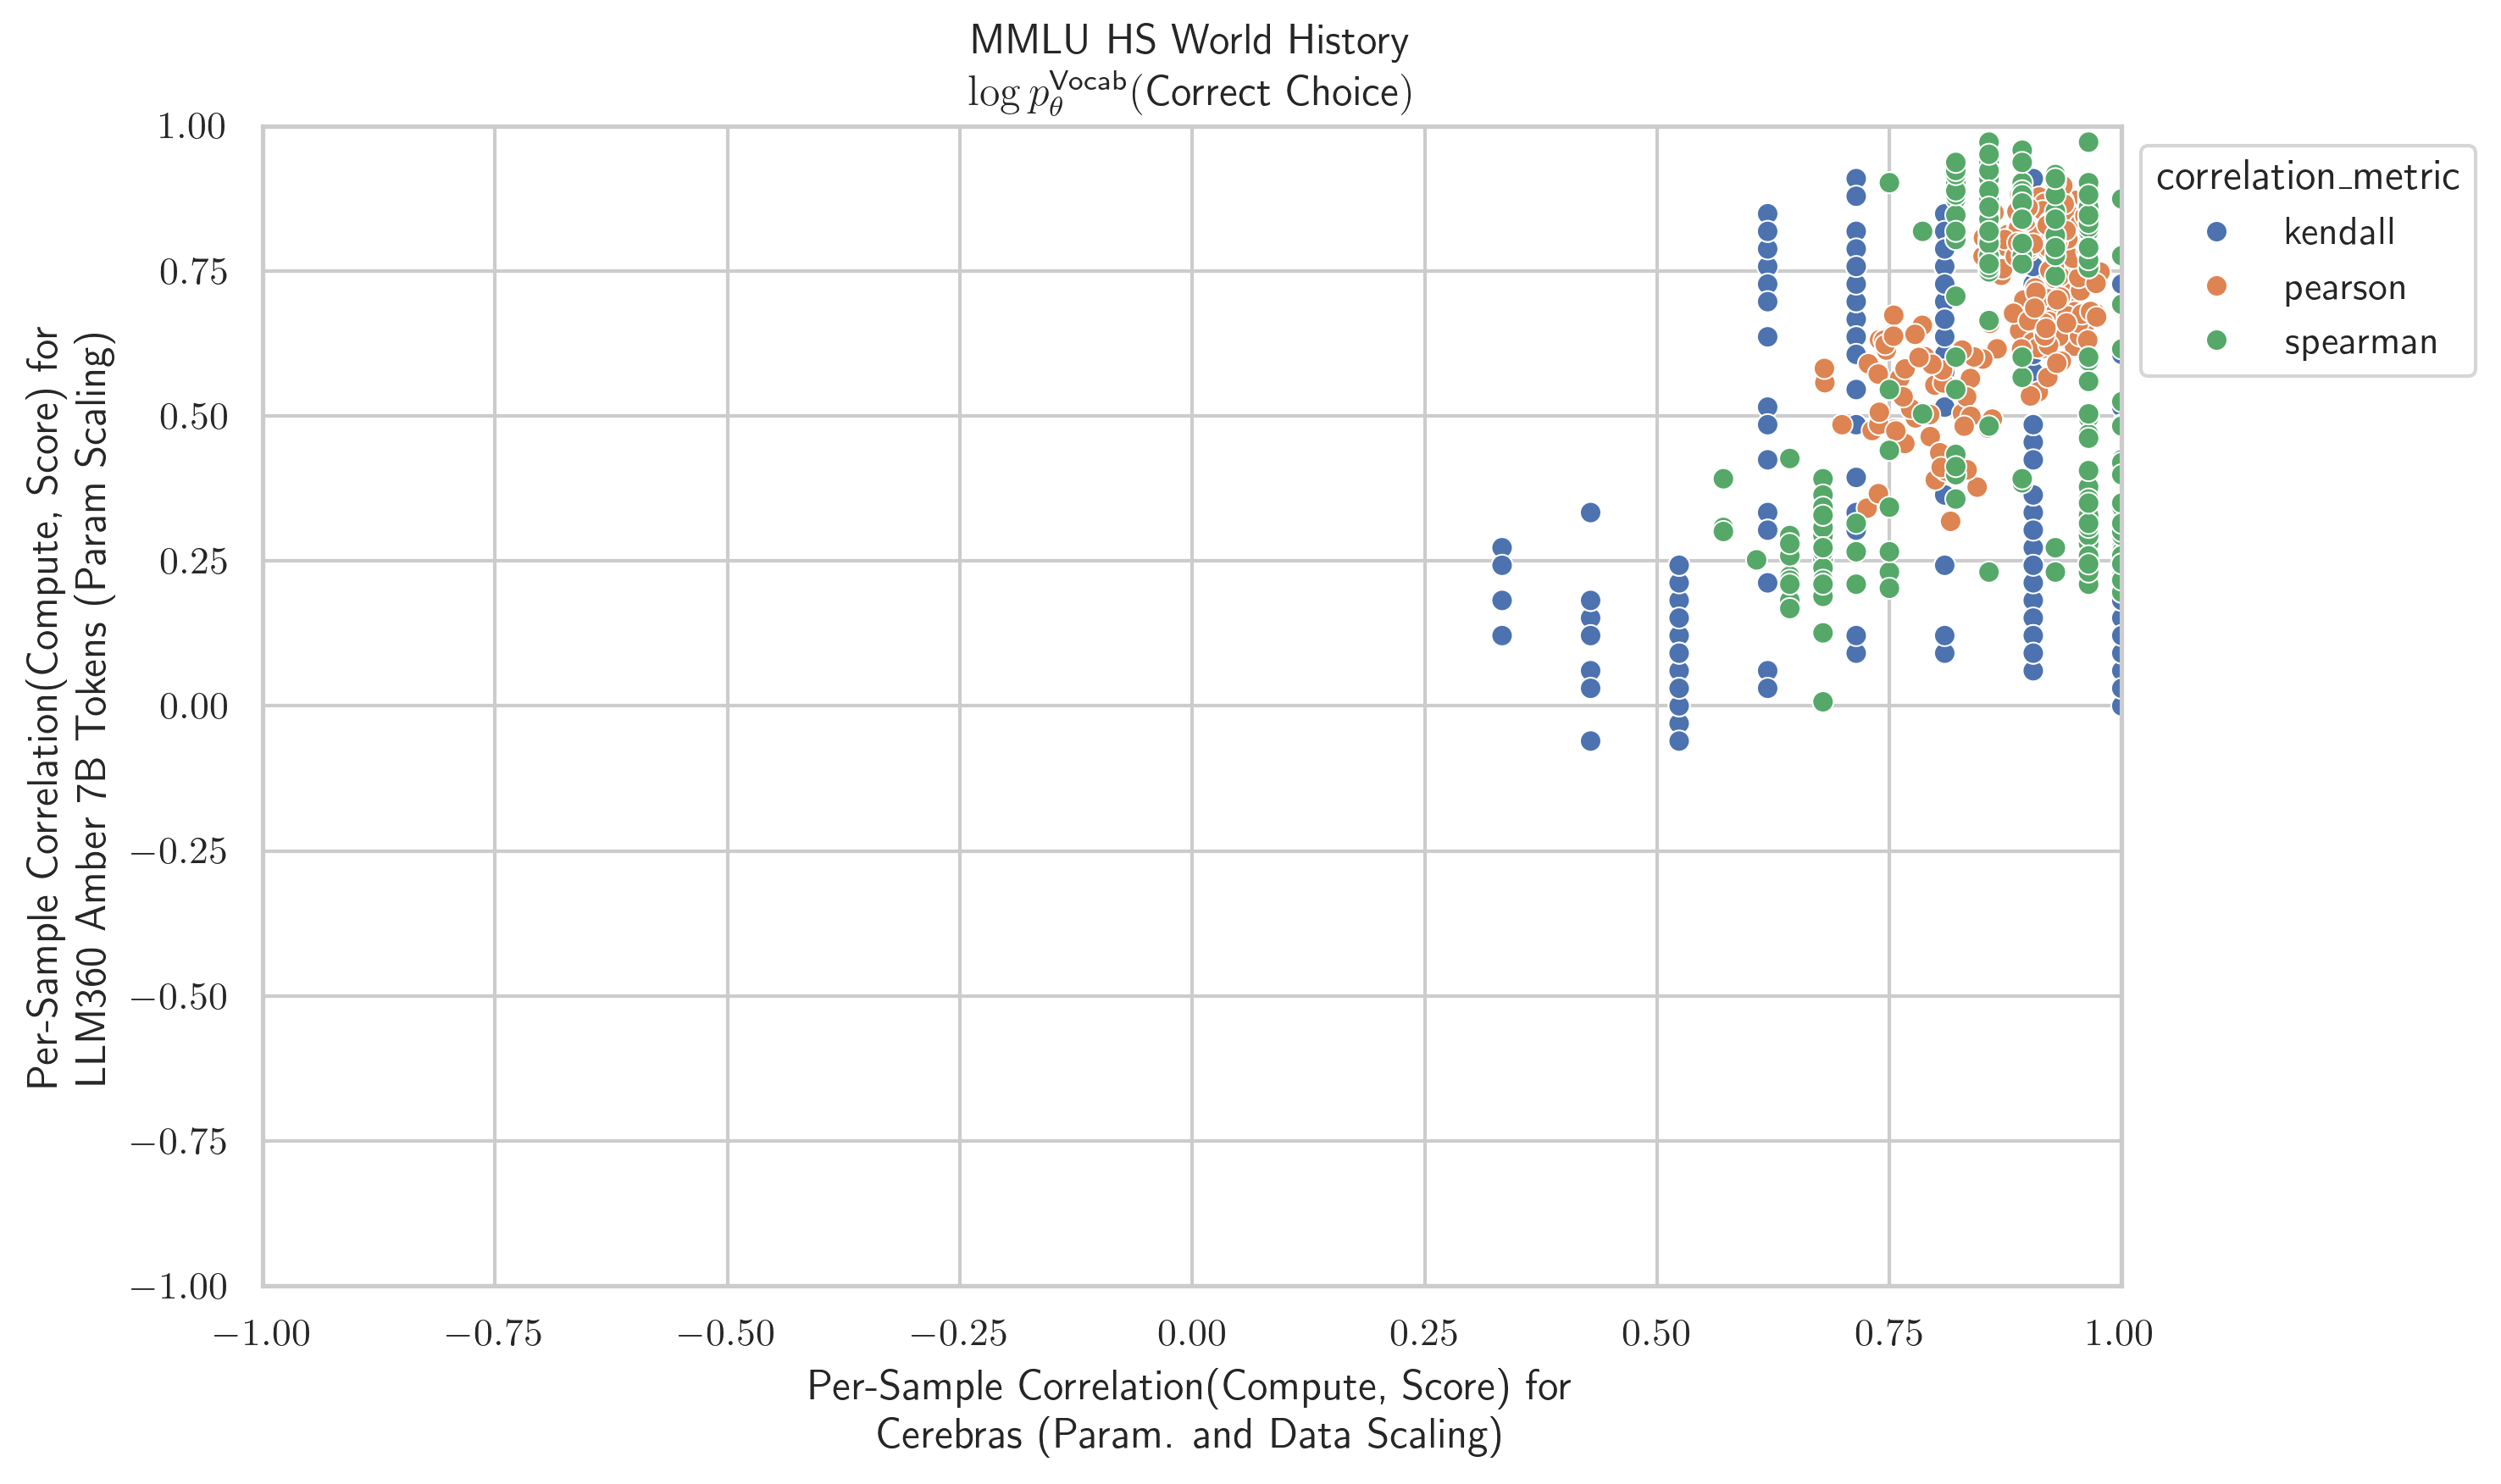 MMLU HS World History
log p_θ^Vocab(Correct Choice)
1.00
0.75
0.50
0.25
0.00
−0.25
−0.50
−0.75
−1.00
Per-Sample Correlation(Compute, Score) for
LLM360 Amber 7B Tokens (Param Scaling)
correlation_metric
kendall
pearson
spearman
−1.00 −0.75 −0.50 −0.25 0.00 0.25 0.50 0.75 1.00
Per-Sample Correlation(Compute, Score) for
Cerebras (Param. and Data Scaling)